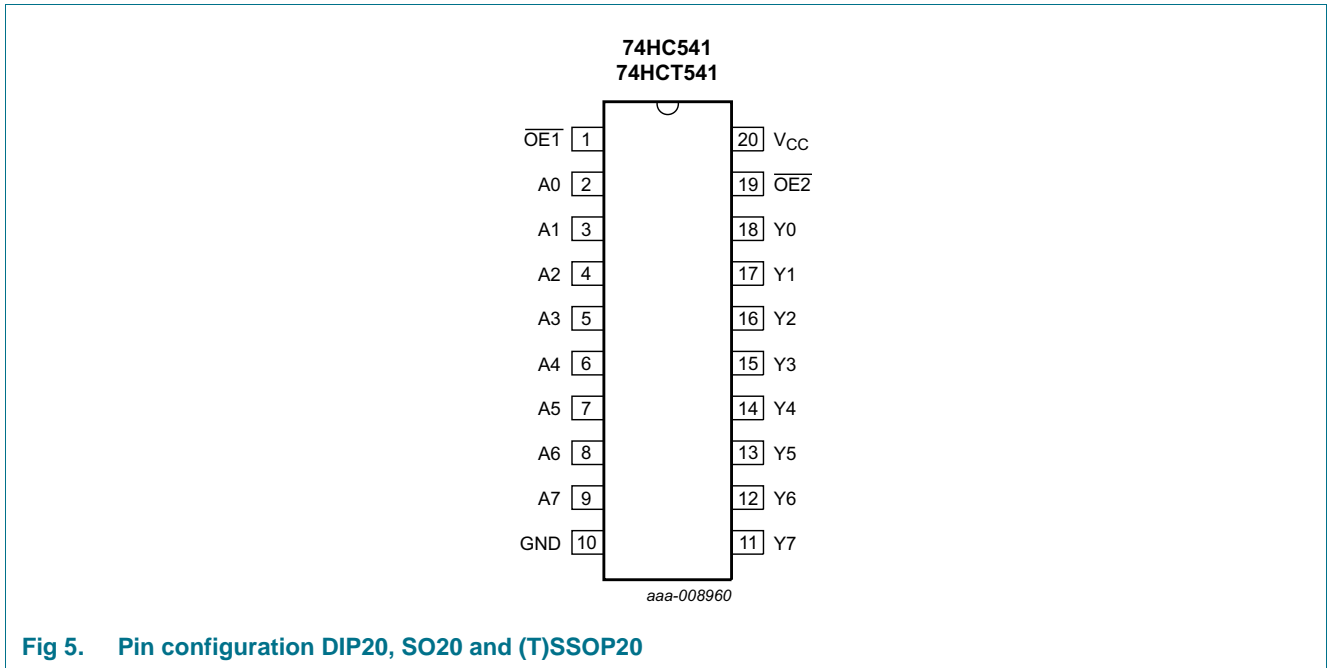 74HC541
74HCT541
OE1 1 20 VCC
A0 2 19 OE2
A1 3 18 Y0
A2 4 17 Y1
A3 5 16 Y2
A4 6 15 Y3
A5 7 14 Y4
A6 8 13 Y5
A7 9 12 Y6
GND 10 11 Y7
aaa-008960
Fig 5. Pin configuration DIP20, SO20 and (T)SSOP20